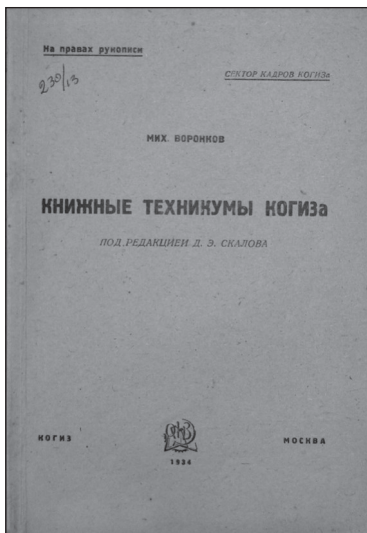 На правах рукописи
230/13
СЕКТОР КАДРОВ КОГИЗа
МИХ. ВОРОНКОВ
КНИЖНЫЕ ТЕХНИКУМЫ КОГИЗа
ПОД РЕДАКЦИЕЙ Д. Э. СКАЛОВА
КОГИЗ
МОСКВА
1934